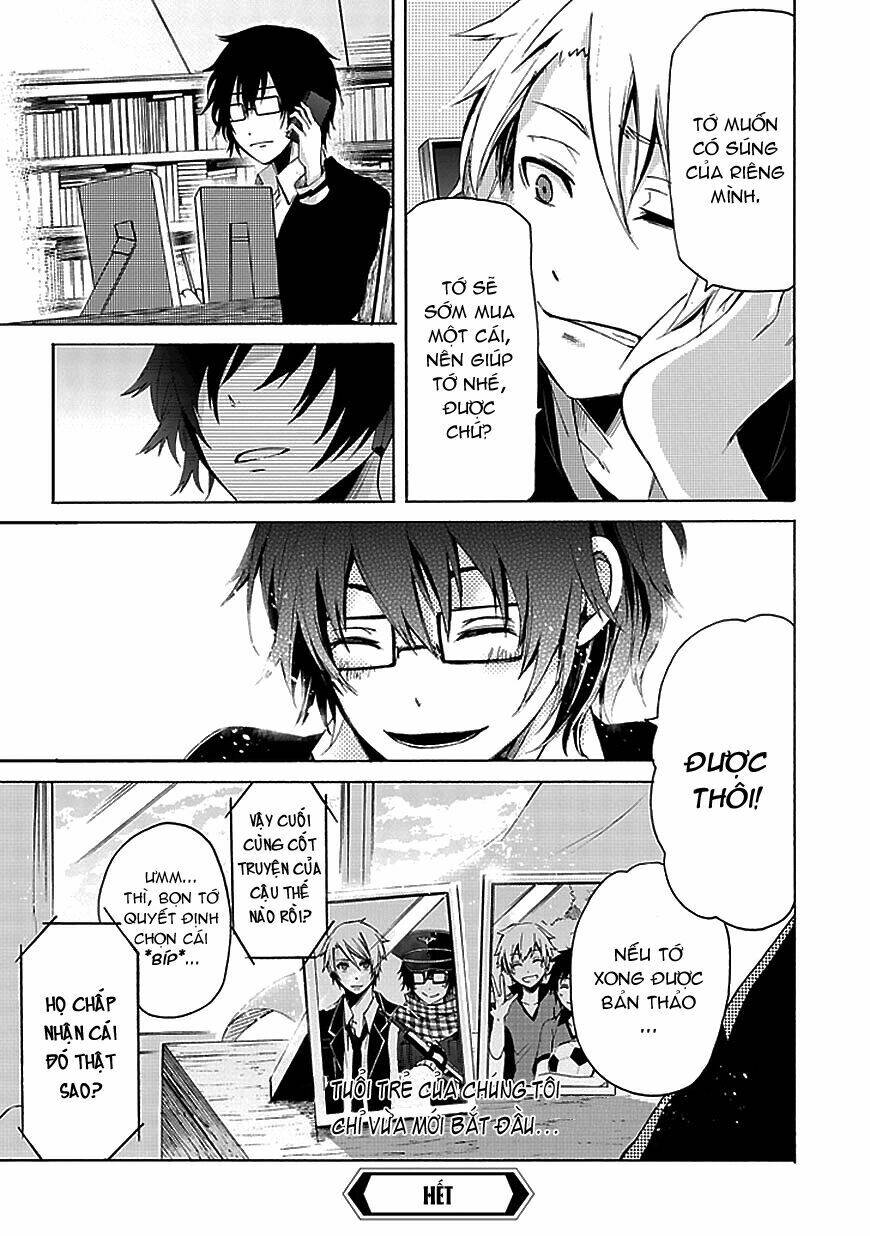 TỚ MUỐN
CÓ SÚNG
CỦA RIÊNG
MÌNH.
TỚ SẼ
SỚM MUA
MỘT CÁI,
NÊN GIÚP
TỚ NHÉ,
ĐƯỢC
CHỨ?
ĐƯỢC
THÔI!
NẾU TỚ
XONG ĐƯỢC
BẢN THẢO
...
VẬY CUỐI
CÙNG CỐT
TRUYỆN CỦA
CẬU THẾ
NÀO RỒI?
ƯMM...
THÌ, BỌN TỚ
QUYẾT ĐỊNH
CHỌN CÁI
*BÍP*...
HỌ CHẤP
NHẬN CÁI
ĐÓ THẬT
SAO?
TUỔI TRẺ CỦA CHÚNG TÔI
CHỈ VỪA MỚI BẮT ĐẦU...
HẾT